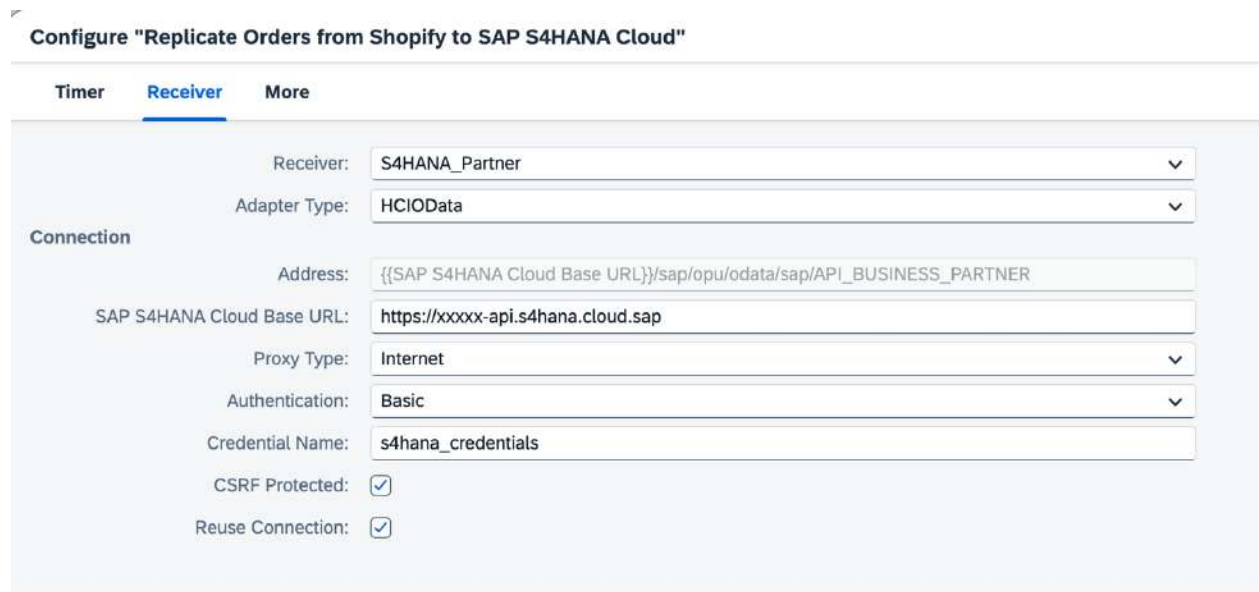 Configure "Replicate Orders from Shopify to SAP S4HANA Cloud"
Timer Receiver More
Receiver: S4HANA_Partner
Adapter Type: HCIOData
Connection
Address: {{SAP S4HANA Cloud Base URL}}/sap/opu/odata/sap/API_BUSINESS_PARTNER
SAP S4HANA Cloud Base URL: https://xxxxx-api.s4hana.cloud.sap
Proxy Type: Internet
Authentication: Basic
Credential Name: s4hana_credentials
CSRF Protected:
Reuse Connection: